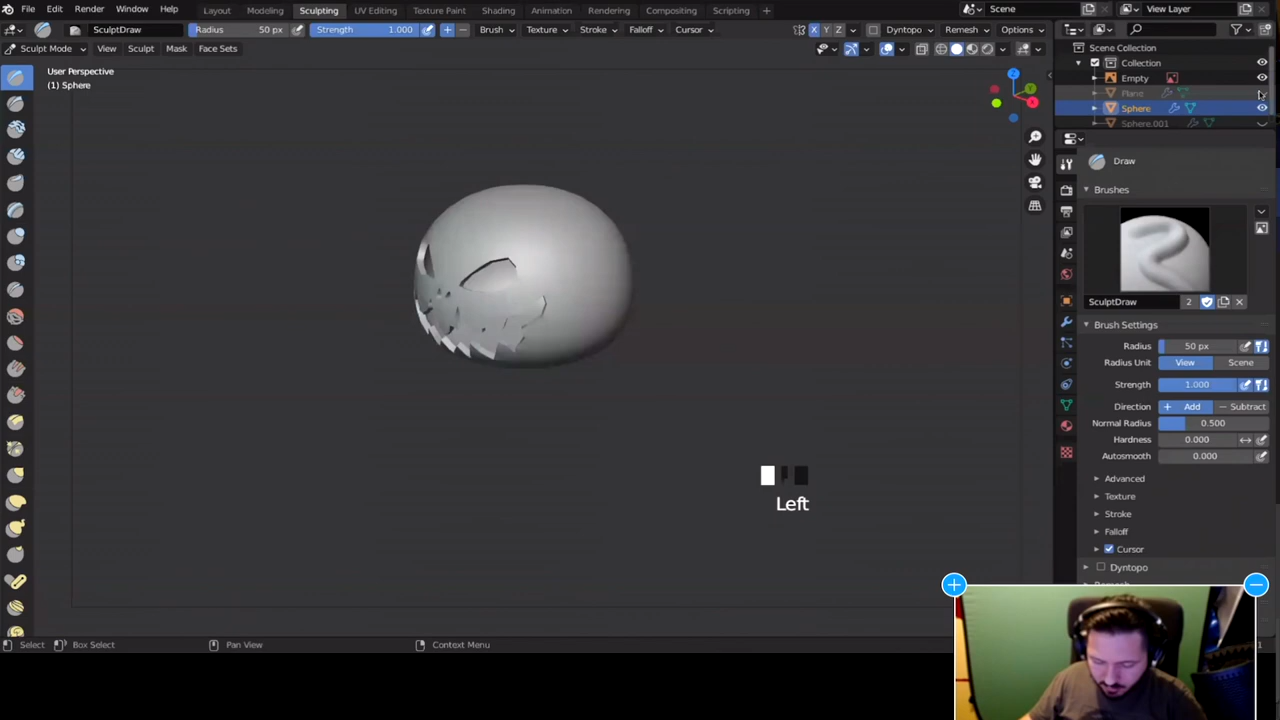 File Edit Render Window Help Layout Modeling Sculpting UV Editing Texture Paint Shading Animation Rendering Compositing Scripting + Scene View Layer
SculptDraw Radius 50 px Strength 1.000 Brush Texture Stroke Falloff Cursor X Y Z Dyntopo Remesh Options
Sculpt Mode View Sculpt Mask Face Sets
Scene Collection
Collection
Empty
Plane
Sphere
Sphere.001
User Perspective
(1) Sphere
Z
Y
X
Draw
Brushes
SculptDraw 2
Brush Settings
Radius 50 px
Radius Unit View Scene
Strength 1.000
Direction + Add − Subtract
Normal Radius 0.500
Hardness 0.000
Autosmooth 0.000
Advanced
Texture
Stroke
Falloff
Cursor
Dyntopo
Left
Select Box Select Pan View Context Menu